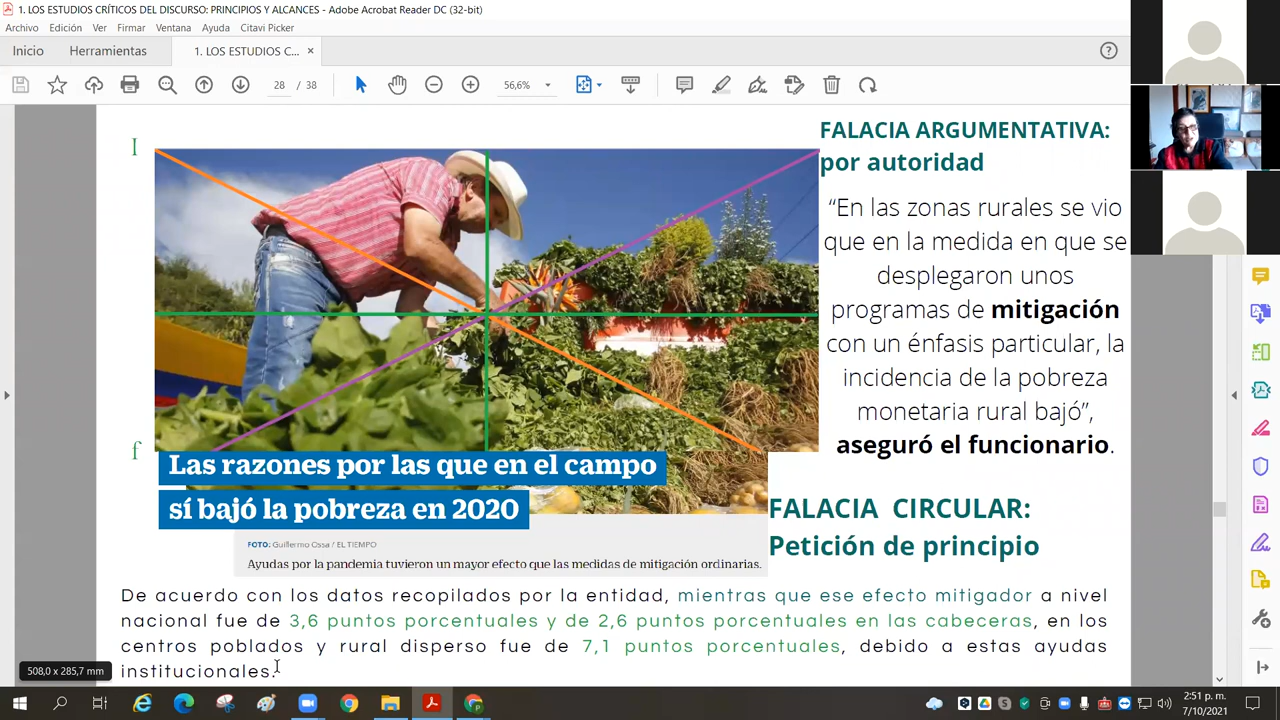 1. LOS ESTUDIOS CRÍTICOS DEL DISCURSO: PRINCIPIOS Y ALCANCES - Adobe Acrobat Reader DC (32-bit)
Archivo Edición Ver Firmar Ventana Ayuda Citavi Picker
Inicio Herramientas 1. LOS ESTUDIOS C... ×
28 / 38 56,6%
I
f
FALACIA ARGUMENTATIVA:
por autoridad
“En las zonas rurales se vio
que en la medida en que se
desplegaron unos
programas de mitigación
con un énfasis particular, la
incidencia de la pobreza
monetaria rural bajó”,
aseguró el funcionario.
Las razones por las que en el campo
sí bajó la pobreza en 2020
FOTO: Guillermo Ossa / EL TIEMPO
Ayudas por la pandemia tuvieron un mayor efecto que las medidas de mitigación ordinarias.
FALACIA CIRCULAR:
Petición de principio
De acuerdo con los datos recopilados por la entidad, mientras que ese efecto mitigador a nivel
nacional fue de 3,6 puntos porcentuales y de 2,6 puntos porcentuales en las cabeceras, en los
centros poblados y rural disperso fue de 7,1 puntos porcentuales, debido a estas ayudas
institucionales.
508,0 x 285,7 mm
2:51 p. m.
7/10/2021